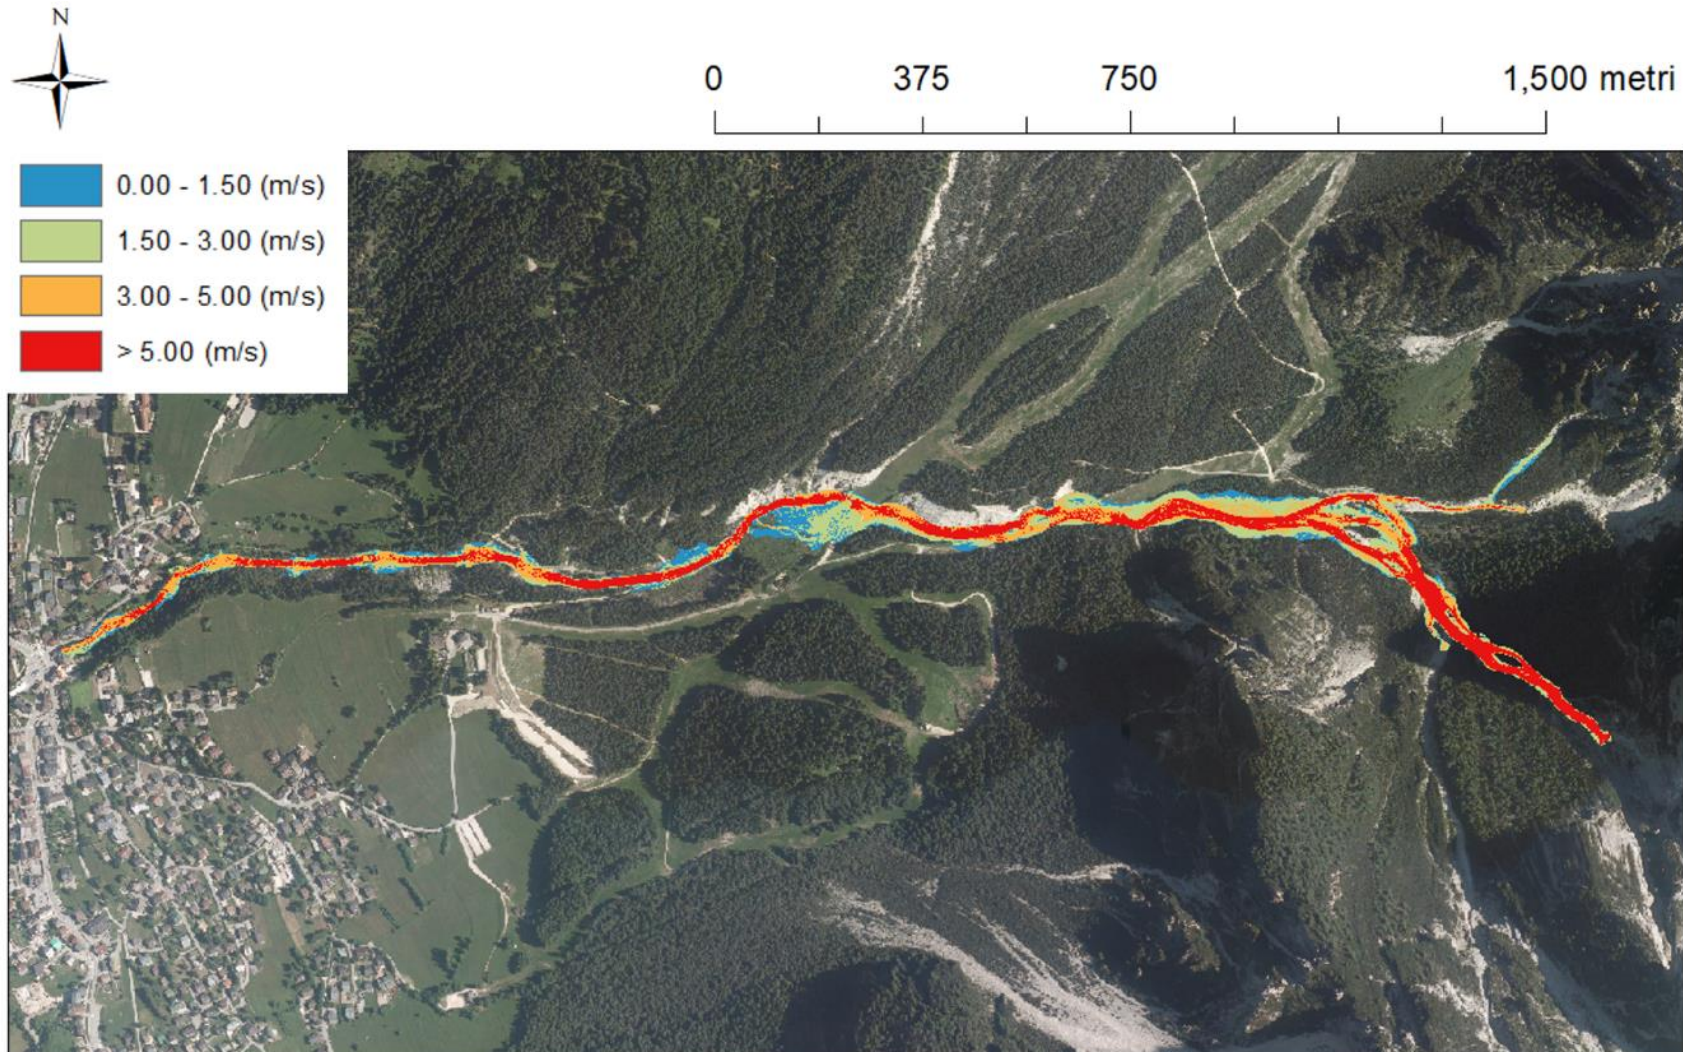 N
0 375 750 1,500 metri
0.00 - 1.50 (m/s)
1.50 - 3.00 (m/s)
3.00 - 5.00 (m/s)
> 5.00 (m/s)